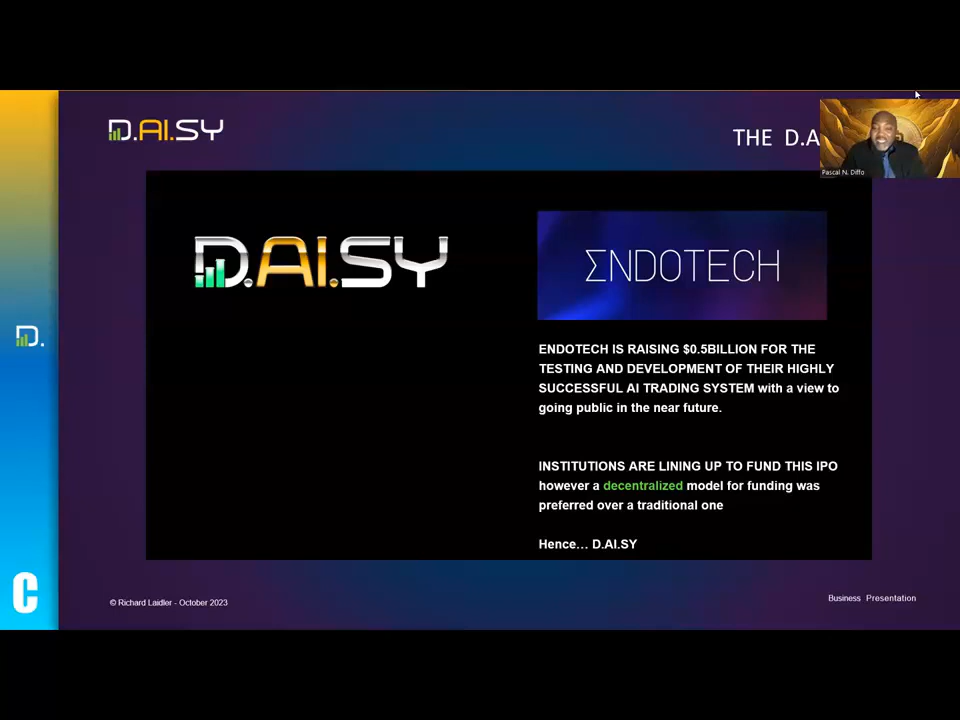 D.AI.SY
THE D.A
Pascal N. Diffo
D.AI.SY
ΣNDOTECH
ENDOTECH IS RAISING $0.5BILLION FOR THE
TESTING AND DEVELOPMENT OF THEIR HIGHLY
SUCCESSFUL AI TRADING SYSTEM with a view to
going public in the near future.
INSTITUTIONS ARE LINING UP TO FUND THIS IPO
however a decentralized model for funding was
preferred over a traditional one
Hence... D.AI.SY
D.
C
© Richard Laidler - October 2023
Business Presentation